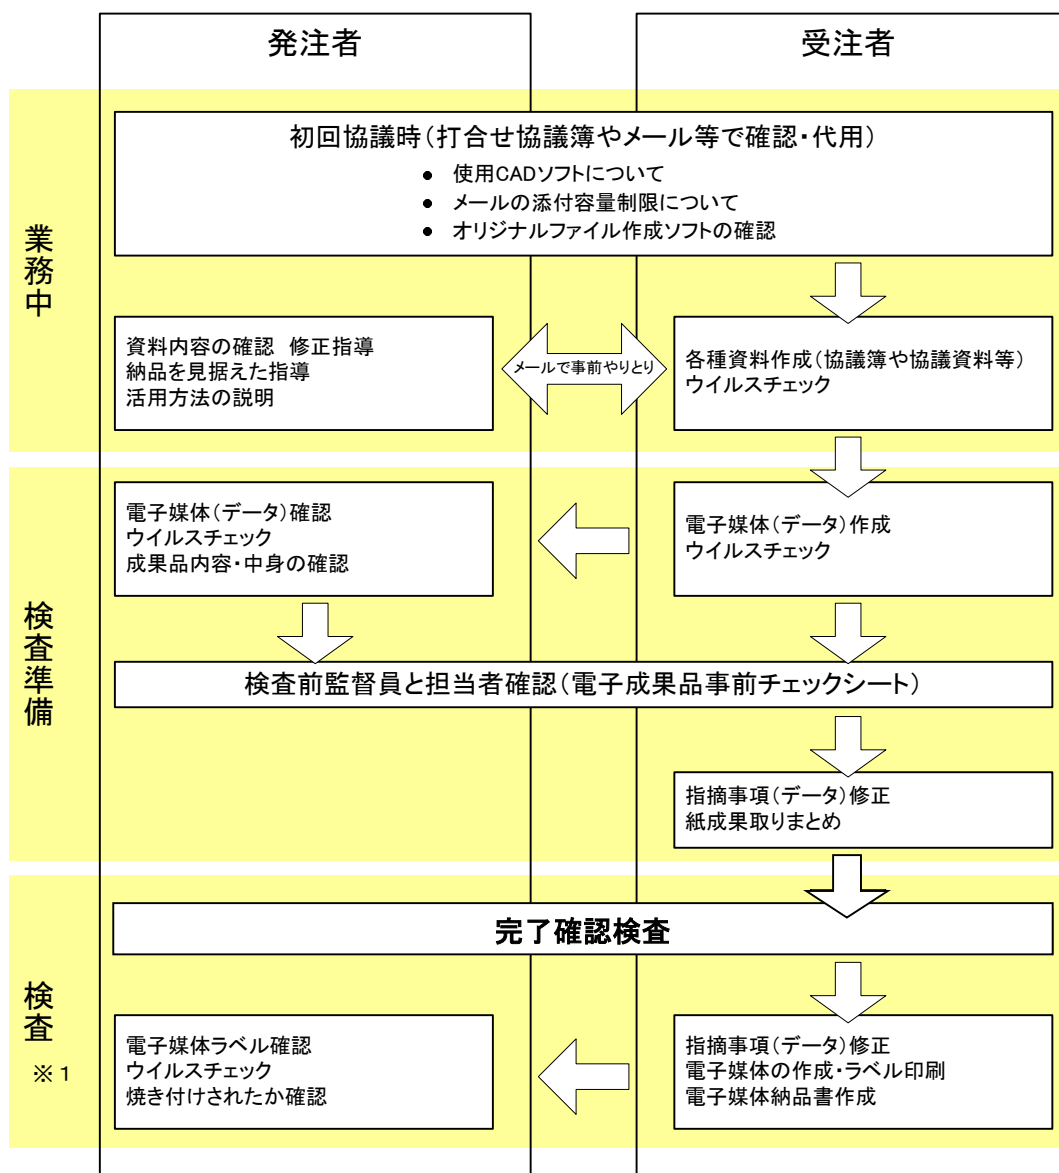 発注者
受注者
業務中
初回協議時（打合せ協議簿やメール等で確認・代用）
● 使用CADソフトについて
● メールの添付容量制限について
● オリジナルファイル作成ソフトの確認
資料内容の確認　修正指導
納品を見据えた指導
活用方法の説明
メールで事前やりとり
各種資料作成（協議簿や協議資料等）
ウイルスチェック
検査準備
電子媒体（データ）確認
ウイルスチェック
成果品内容・中身の確認
電子媒体（データ）作成
ウイルスチェック
検査前監督員と担当者確認（電子成果品事前チェックシート）
指摘事項（データ）修正
紙成果取りまとめ
検査
※1
完了確認検査
電子媒体ラベル確認
ウイルスチェック
焼き付けされたか確認
指摘事項（データ）修正
電子媒体の作成・ラベル印刷
電子媒体納品書作成